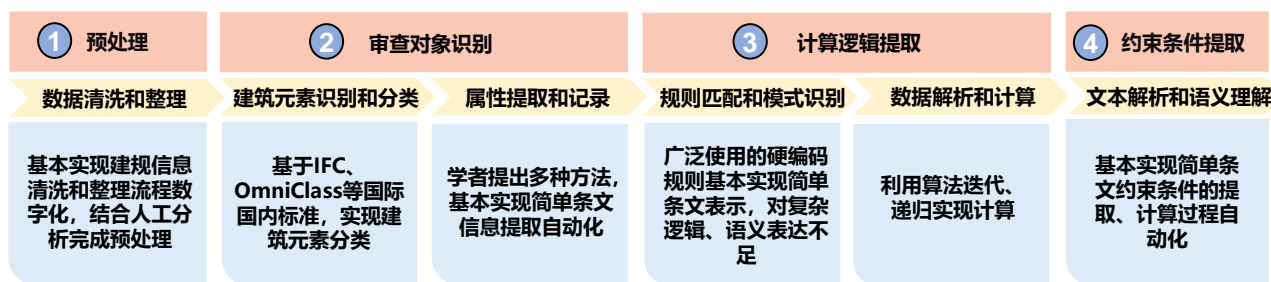 1 预处理
2 审查对象识别
3 计算逻辑提取
4 约束条件提取
数据清洗和整理
建筑元素识别和分类
属性提取和记录
规则匹配和模式识别
数据解析和计算
文本解析和语义理解
基本实现建规信息
清洗和整理流程数
字化，结合人工分
析完成预处理
基于IFC、
OmniClass等国际
国内标准，实现建
筑元素分类
学者提出多种方法，
基本实现简单条文
信息提取自动化
广泛使用的硬编码
规则基本实现简单
条文表示，对复杂
逻辑、语义表达不
足
利用算法迭代、
递归实现计算
基本实现简单条
文约束条件的提
取、计算过程自
动化